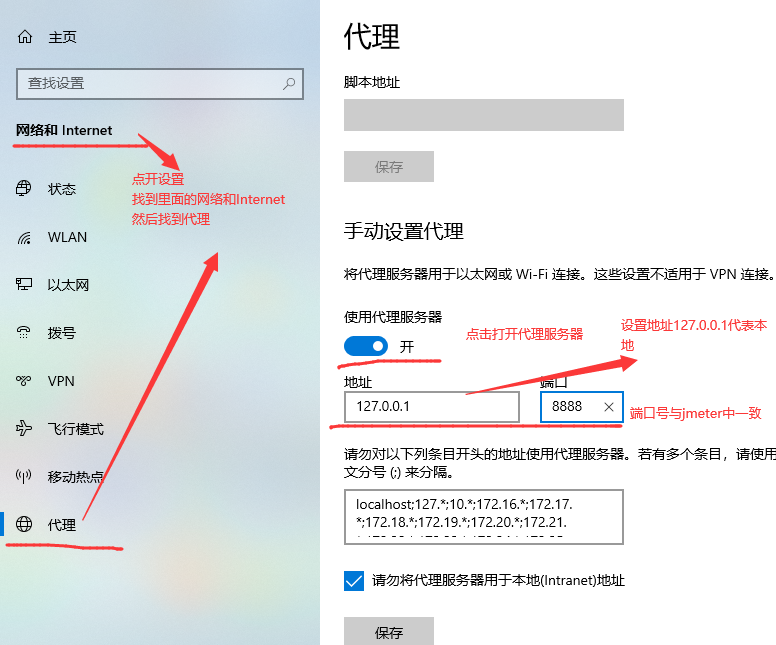 主页
查找设置
网络和 Internet
点开设置
找到里面的网络和Internet
然后找到代理
状态
WLAN
以太网
拨号
VPN
飞行模式
移动热点
代理
代理
脚本地址
保存
手动设置代理
将代理服务器用于以太网或 Wi-Fi 连接。这些设置不适用于 VPN 连接。
使用代理服务器
开
点击打开代理服务器
设置地址127.0.0.1代表本
地
地址
端口
127.0.0.1
8888
端口号与jmeter中一致
请勿对以下列条目开头的地址使用代理服务器。若有多个条目，请使用
文分号 (;) 来分隔。
localhost;127.*;10.*;172.16.*;172.17.
*;172.18.*;172.19.*;172.20.*;172.21.
请勿将代理服务器用于本地(Intranet)地址
保存